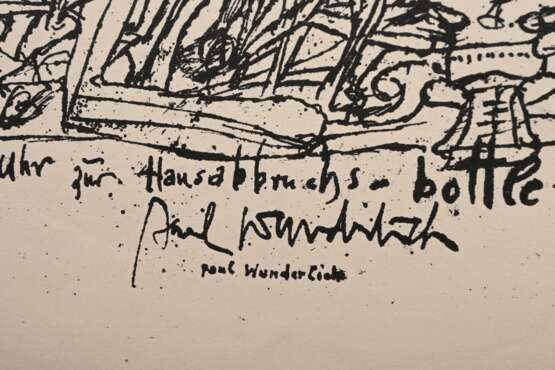 Uhr zur Hausabbruchs = bottle
Paul Wunderlich
paul Wunderlich